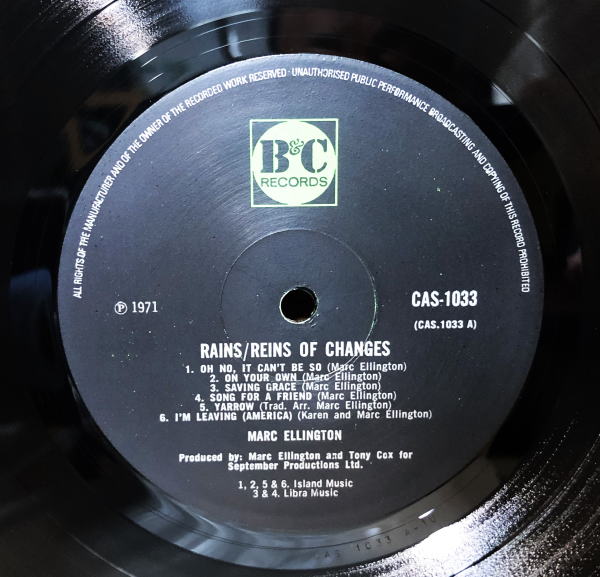 ALL RIGHTS OF THE MANUFACTURER AND OF THE OWNER OF THE RECORDED WORK RESERVED · UNAUTHORISED PUBLIC PERFORMANCE BROADCASTING AND COPYING OF THIS RECORD PROHIBITED
B&C
RECORDS
℗ 1971
CAS-1033
(CAS.1033 A)
RAINS/REINS OF CHANGES
1. OH NO, IT CAN'T BE SO (Marc Ellington)
2. ON YOUR OWN (Marc Ellington)
3. SAVING GRACE (Marc Ellington)
4. SONG FOR A FRIEND (Marc Ellington)
5. YARROW (Trad. Arr. Marc Ellington)
6. I'M LEAVING (AMERICA) (Karen and Marc Ellington)
MARC ELLINGTON
Produced by: Marc Ellington and Tony Cox for
September Productions Ltd.
1, 2, 5 & 6. Island Music
3 & 4. Libra Music
CAS 1033